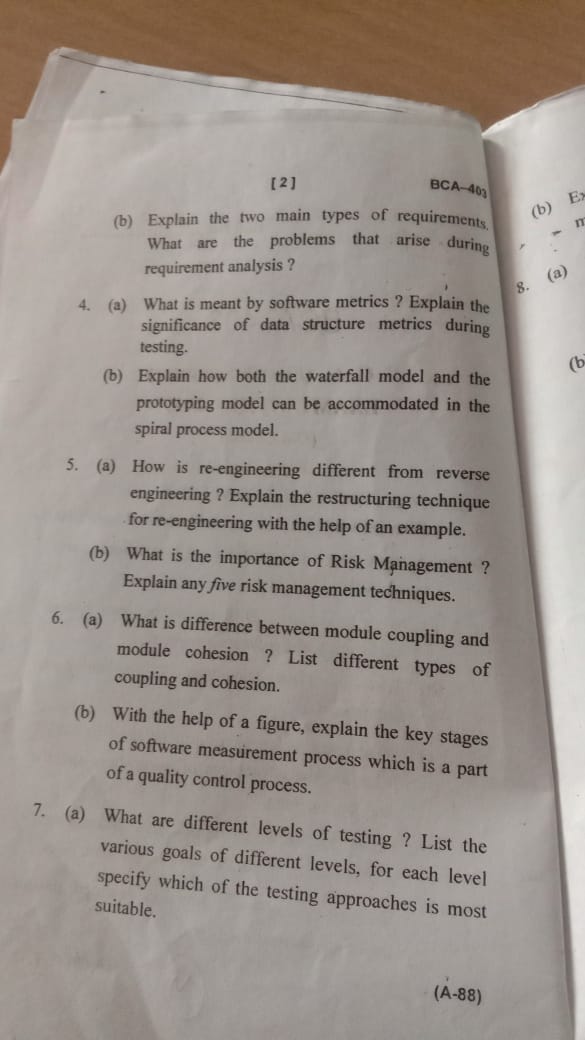 [2] BCA-403
(b) Explain the two main types of requirements.
What are the problems that arise during
requirement analysis ?
4. (a) What is meant by software metrics ? Explain the
significance of data structure metrics during
testing.
(b) Explain how both the waterfall model and the
prototyping model can be accommodated in the
spiral process model.
5. (a) How is re-engineering different from reverse
engineering ? Explain the restructuring technique
for re-engineering with the help of an example.
(b) What is the importance of Risk Management ?
Explain any five risk management techniques.
6. (a) What is difference between module coupling and
module cohesion ? List different types of
coupling and cohesion.
(b) With the help of a figure, explain the key stages
of software measurement process which is a part
of a quality control process.
7. (a) What are different levels of testing ? List the
various goals of different levels, for each level
specify which of the testing approaches is most
suitable.
(A-88)
(b)
8. (a)
(b